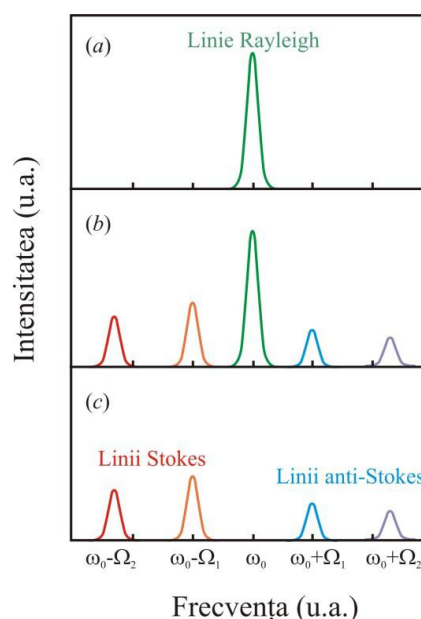 (a)
Linie Rayleigh
Intensitatea (u.a.)
(b)
(c)
Linii Stokes
Linii anti-Stokes
ω₀-Ω₂ ω₀-Ω₁ ω₀ ω₀+Ω₁ ω₀+Ω₂
Frecvența (u.a.)